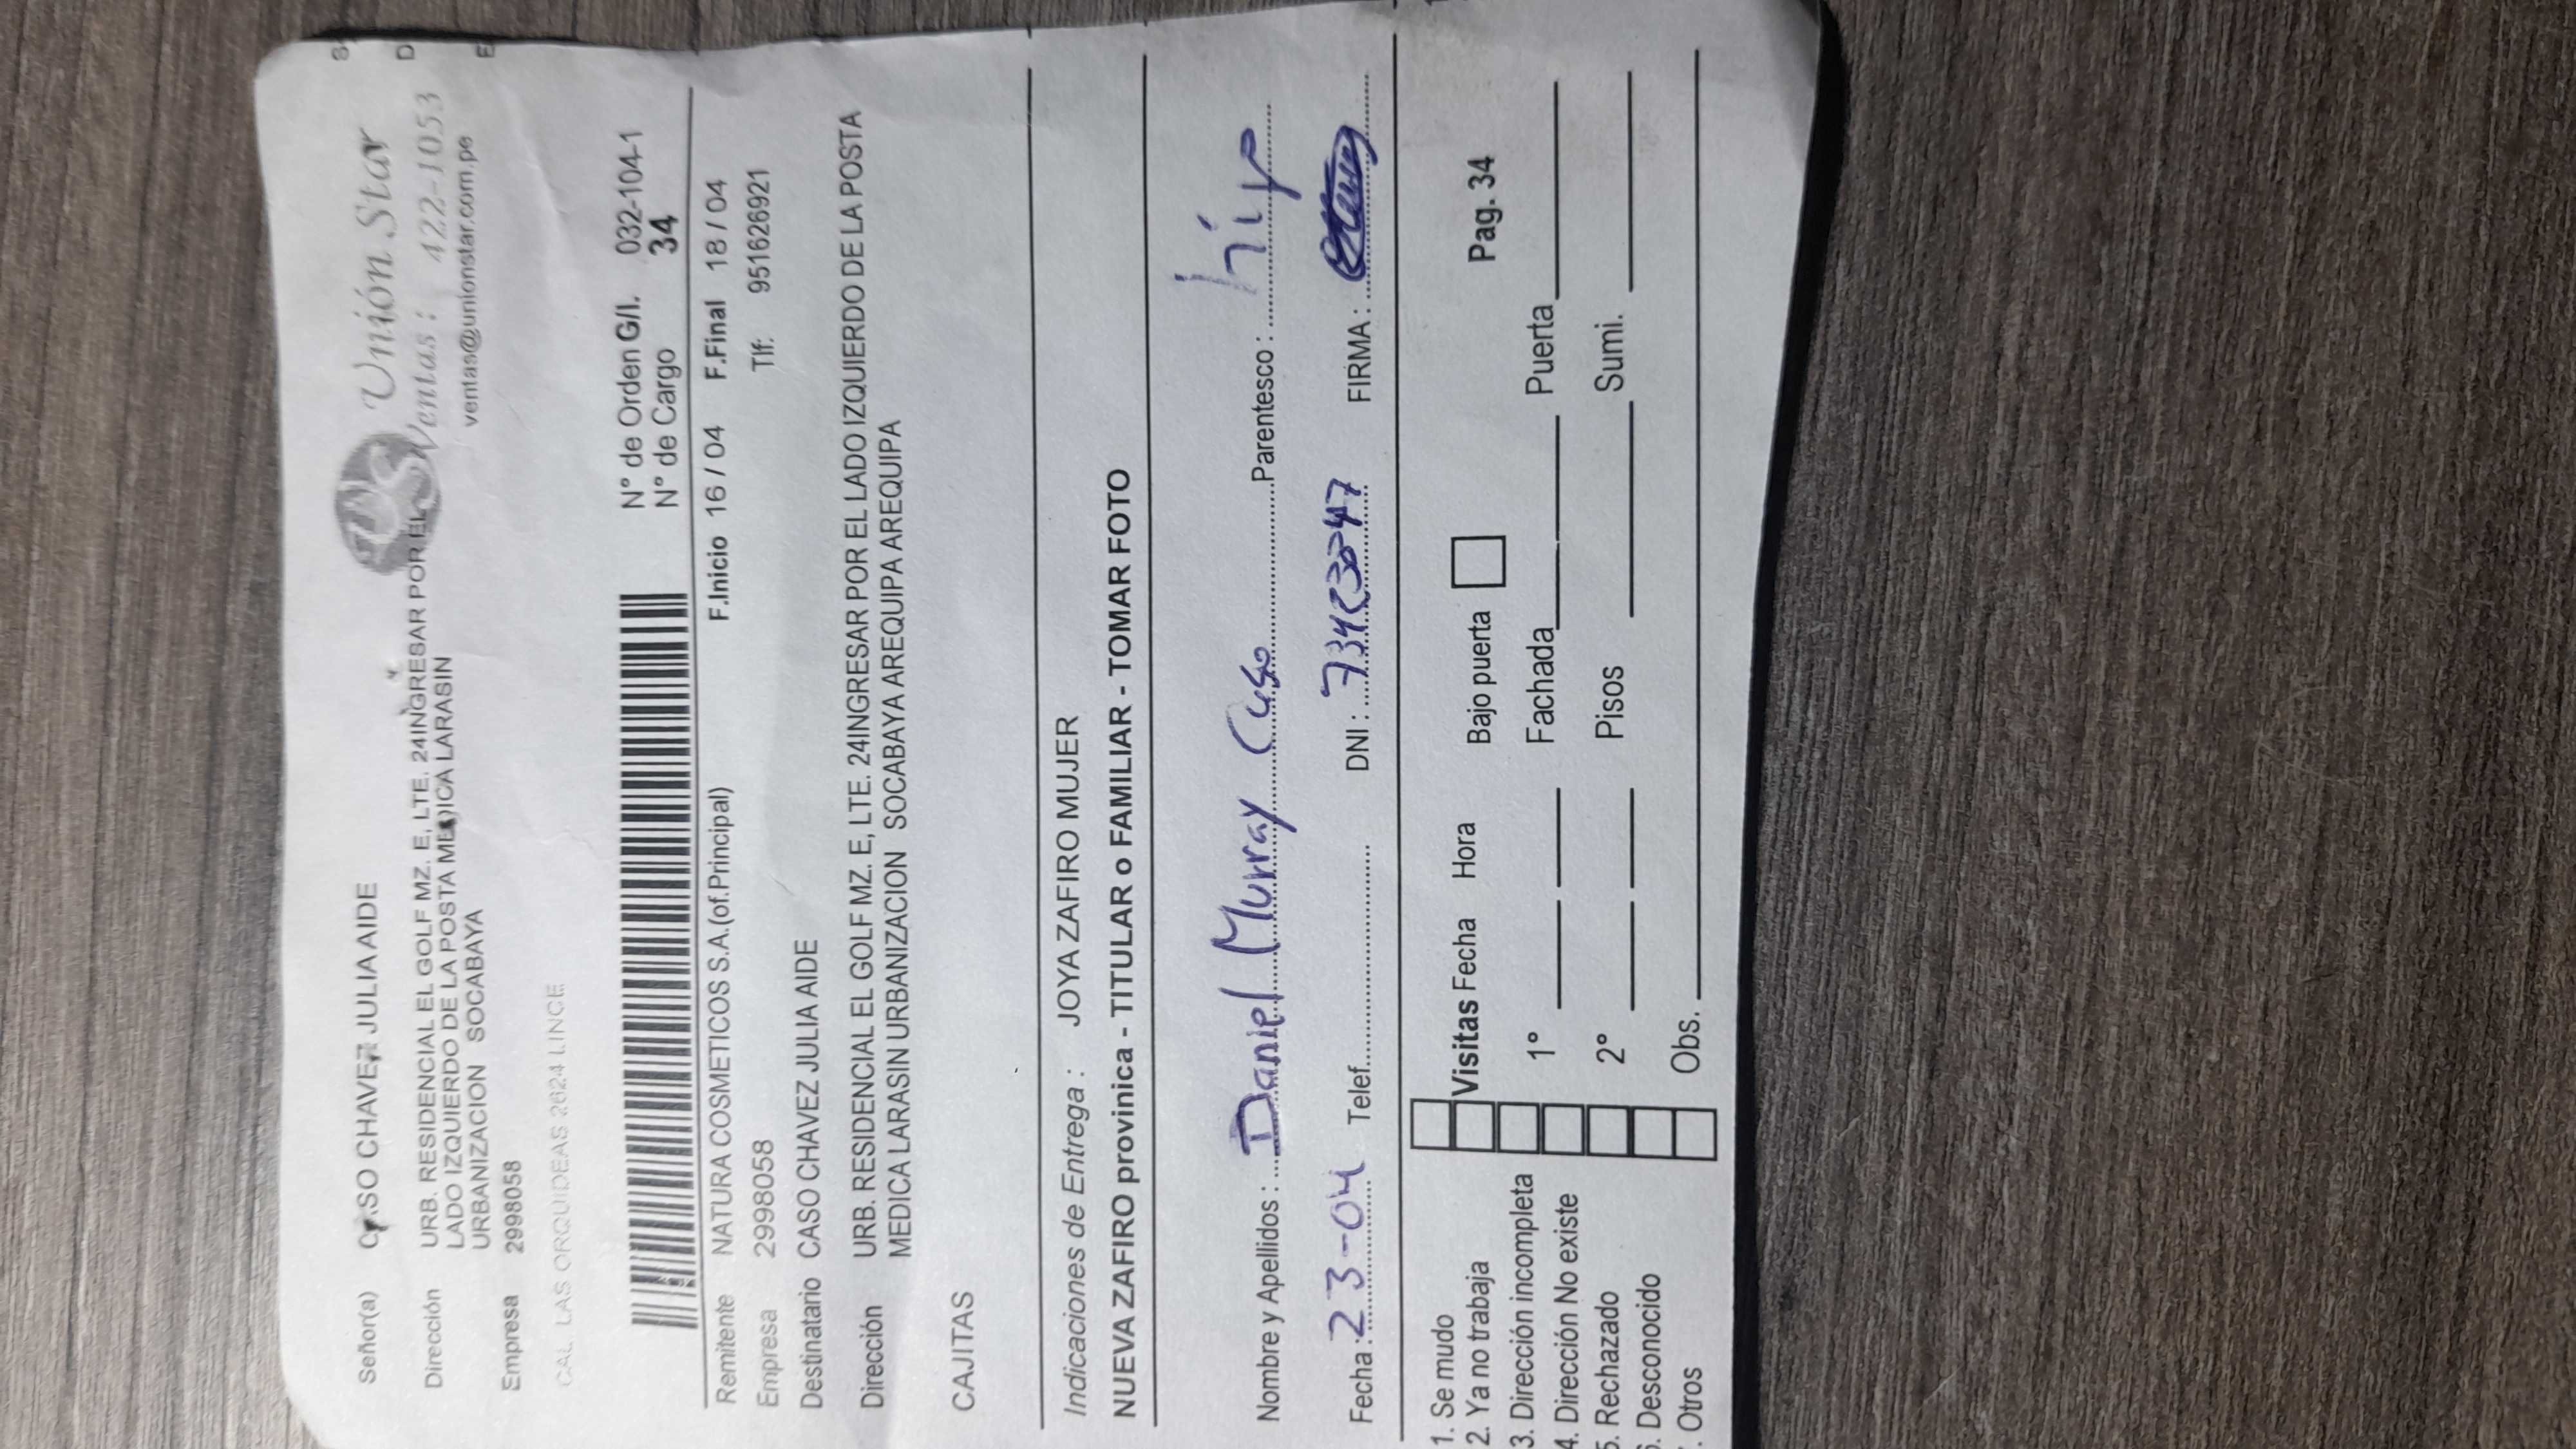 Unión Star
Ventas : 422-1053
ventas@unionstar.com.pe
Señor(a) CASO CHAVEZ JULIA AIDE
Dirección URB. RESIDENCIAL EL GOLF MZ. E, LTE. 24INGRESAR POR EL
LADO IZQUIERDO DE LA POSTA MEDICA LARASIN
URBANIZACION SOCABAYA
Empresa 2998058
CAL. LAS ORQUIDEAS 2624 LINCE
N° de Orden G/I. 032-104-1
N° de Cargo 34
Remitente NATURA COSMETICOS S.A.(of.Principal) F.Inicio 16 / 04 F.Final 18 / 04
Empresa 2998058 Tlf: 951626921
Destinatario CASO CHAVEZ JULIA AIDE
Dirección URB. RESIDENCIAL EL GOLF MZ. E, LTE. 24INGRESAR POR EL LADO IZQUIERDO DE LA POSTA
MEDICA LARASIN URBANIZACION SOCABAYA AREQUIPA AREQUIPA
CAJITAS
Indicaciones de Entrega : JOYA ZAFIRO MUJER
NUEVA ZAFIRO provinica - TITULAR o FAMILIAR - TOMAR FOTO
Nombre y Apellidos : Daniel Murray Caso Parentesco :
Fecha : 23-04 Telef. DNI : FIRMA :
1. Se mudo
2. Ya no trabaja
3. Dirección incompleta
4. Dirección No existe
5. Rechazado
6. Desconocido
. Otros
Visitas Fecha Hora Bajo puerta Pag. 34
1° Fachada Puerta
2° Pisos Sumi.
Obs.